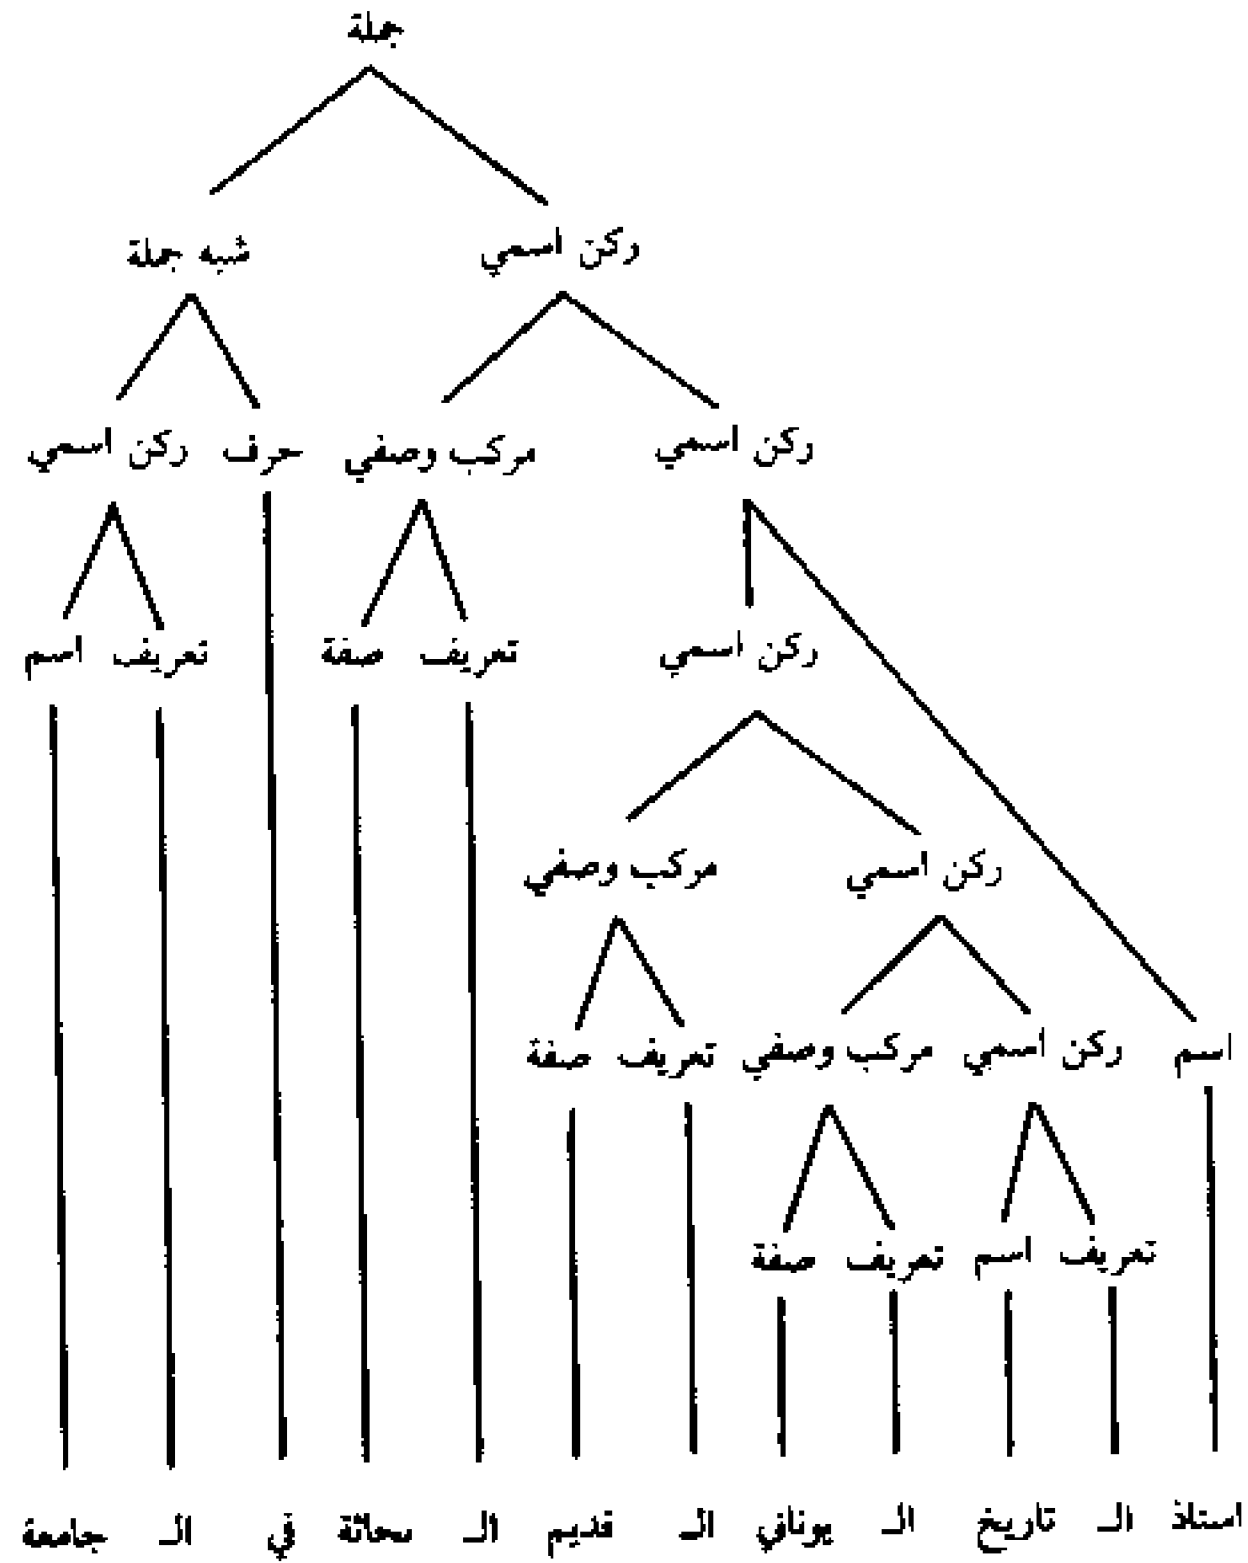 جملة
ركن اسمي شبه جملة
ركن اسمي مركب وصفي حرف ركن اسمي
ركن اسمي تعريف صفة تعريف اسم
ركن اسمي مركب وصفي
اسم ركن اسمي مركب وصفي تعريف صفة
تعريف اسم تعريف صفة
استاذ الـ تاريخ الـ يوناني الـ قديم الـ بحاثة في الـ جامعة